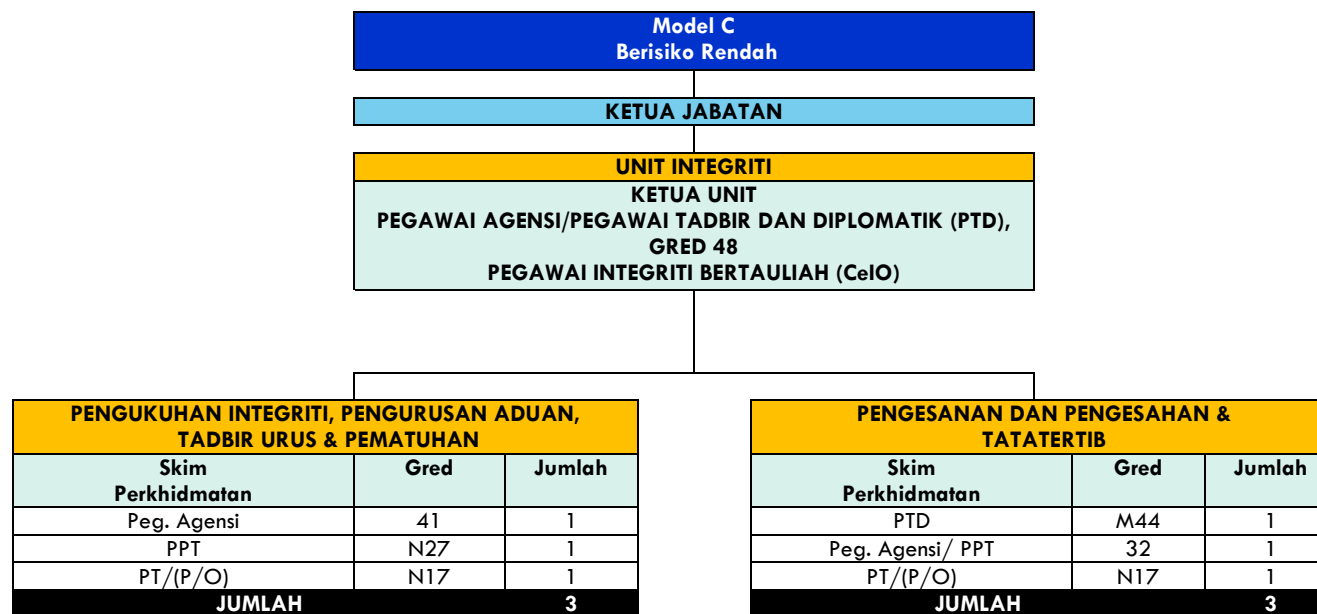 Model C
Berisiko Rendah
KETUA JABATAN
UNIT INTEGRITI
KETUA UNIT
PEGAWAI AGENSI/PEGAWAI TADBIR DAN DIPLOMATIK (PTD),
GRED 48
PEGAWAI INTEGRITI BERTAULIAH (CeIO)
PENGUKUHAN INTEGRITI, PENGURUSAN ADUAN,
TADBIR URUS & PEMATUHAN
Skim Gred Jumlah
Perkhidmatan
Peg. Agensi 41 1
PPT N27 1
PT/(P/O) N17 1
JUMLAH 3
PENGESANAN DAN PENGESAHAN &
TATATERTIB
Skim Gred Jumlah
Perkhidmatan
PTD M44 1
Peg. Agensi/ PPT 32 1
PT/(P/O) N17 1
JUMLAH 3